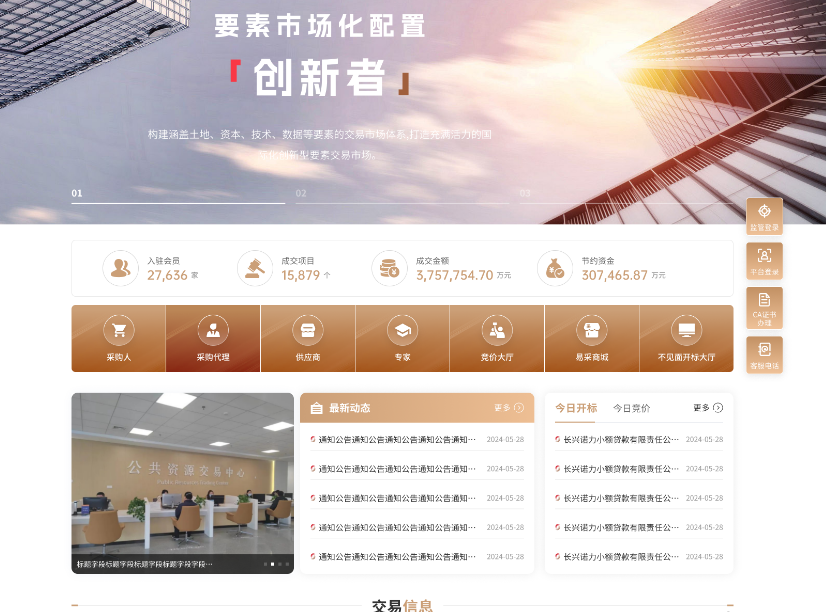 要素市场化配置
「创新者」
构建涵盖土地、资本、技术、数据等要素的交易市场体系,打造充满活力的国
际化创新型要素交易市场。
01
02
03
监管登录
平台登录
CA证书
办理
客服电话
入驻会员
27,636 家
成交项目
15,879 个
成交金额
3,757,754.70 万元
节约资金
307,465.87 万元
采购人
采购代理
供应商
专家
竞价大厅
易采商城
不见面开标大厅
公共资源交易中心
标题字段标题字段标题字段标题字段字段···
最新动态
更多
通知公告通知公告通知公告通知公告通知··· 2024-05-28
通知公告通知公告通知公告通知公告通知··· 2024-05-28
通知公告通知公告通知公告通知公告通知··· 2024-05-28
通知公告通知公告通知公告通知公告通知··· 2024-05-28
通知公告通知公告通知公告通知公告通知··· 2024-05-28
今日开标 今日竞价 更多
长兴诺力小额贷款有限责任公··· 2024-05-28
长兴诺力小额贷款有限责任公··· 2024-05-28
长兴诺力小额贷款有限责任公··· 2024-05-28
长兴诺力小额贷款有限责任公··· 2024-05-28
长兴诺力小额贷款有限责任公··· 2024-05-28
交易信息